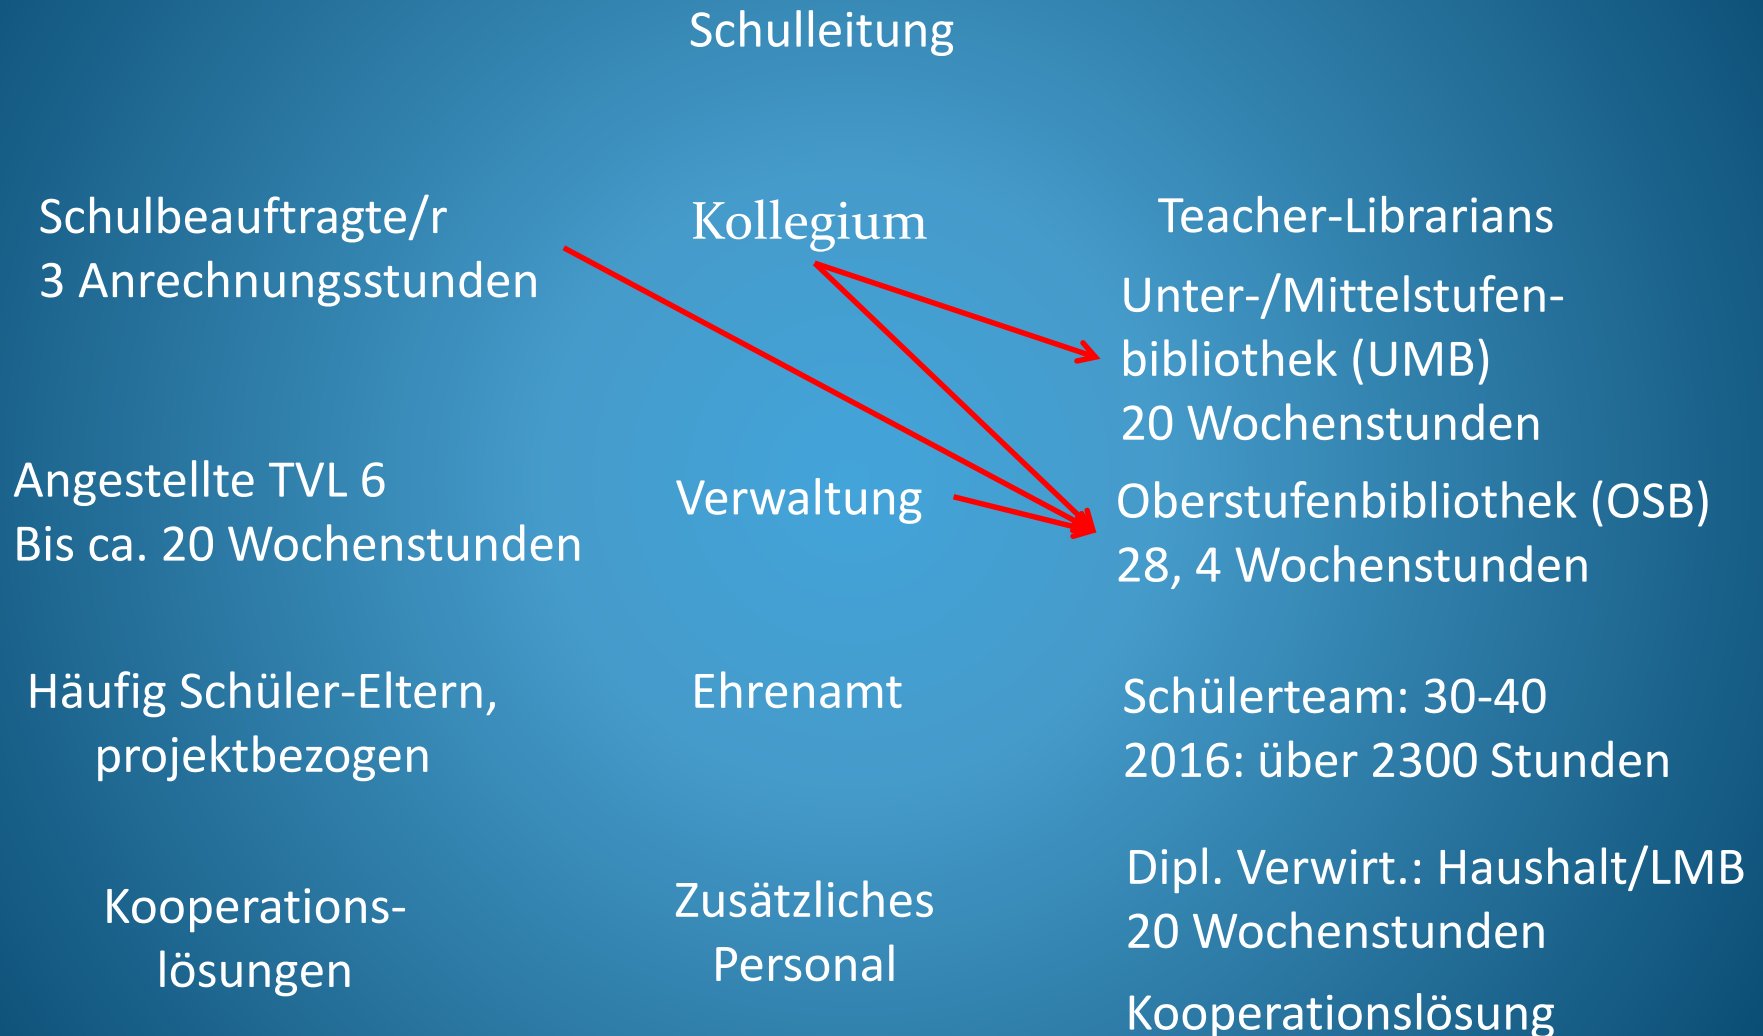 Schulleitung
Schulbeauftragte/r
3 Anrechnungsstunden
Kollegium
Teacher-Librarians
Unter-/Mittelstufen-
bibliothek (UMB)
20 Wochenstunden
Angestellte TVL 6
Bis ca. 20 Wochenstunden
Verwaltung
Oberstufenbibliothek (OSB)
28, 4 Wochenstunden
Häufig Schüler-Eltern,
projektbezogen
Ehrenamt
Schülerteam: 30-40
2016: über 2300 Stunden
Kooperations-
lösungen
Zusätzliches
Personal
Dipl. Verwirt.: Haushalt/LMB
20 Wochenstunden
Kooperationslösung